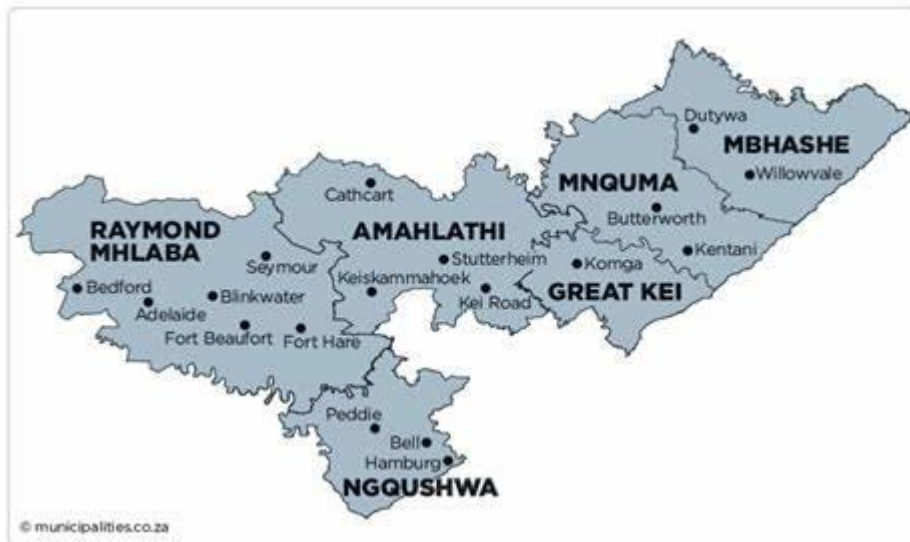 Dutywa
MBHASHE
Willowvale
MNQUMA
Butterworth
Kentani
Cathcart
AMAHLATHI
Stutterheim
Keiskammahoek
Kei Road
Komga
GREAT KEI
RAYMOND
MHLABA
Seymour
Bedford
Adelaide
Blinkwater
Fort Beaufort
Fort Hare
Peddie
Bell
Hamburg
NGQUSHWA
© municipalities.co.za